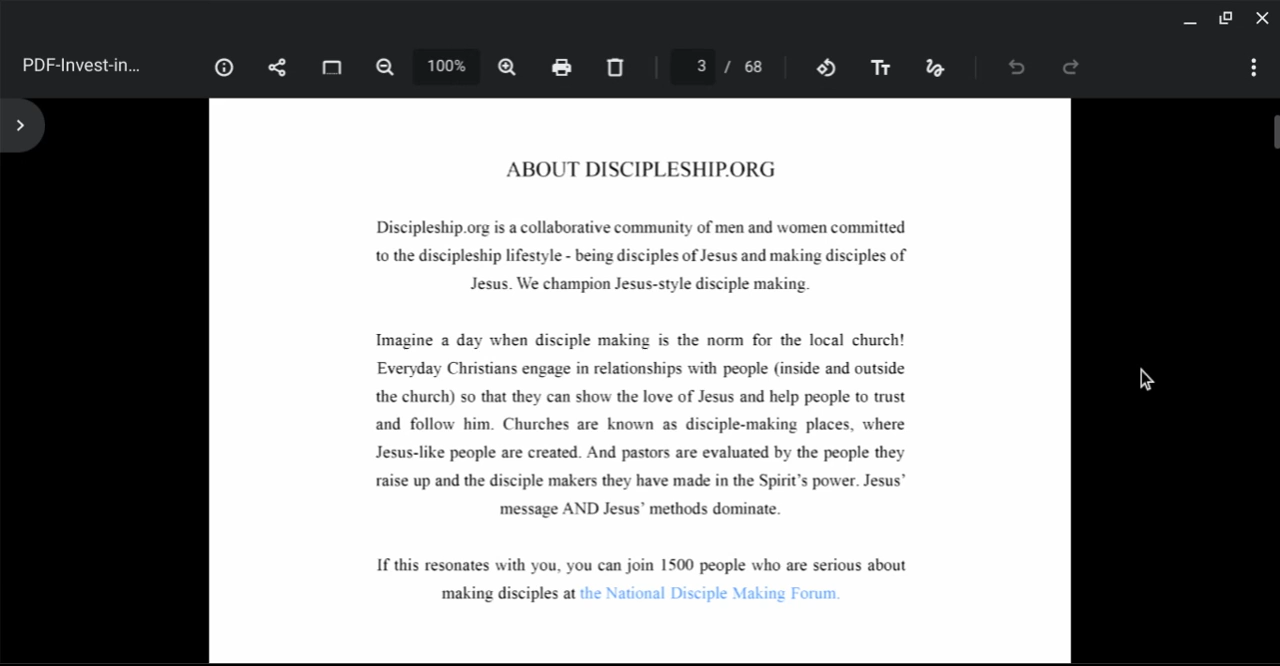 PDF-Invest-in...
100%
3 / 68
Tт
ABOUT DISCIPLESHIP.ORG
Discipleship.org is a collaborative community of men and women committed
to the discipleship lifestyle - being disciples of Jesus and making disciples of
Jesus. We champion Jesus-style disciple making.
Imagine a day when disciple making is the norm for the local church!
Everyday Christians engage in relationships with people (inside and outside
the church) so that they can show the love of Jesus and help people to trust
and follow him. Churches are known as disciple-making places, where
Jesus-like people are created. And pastors are evaluated by the people they
raise up and the disciple makers they have made in the Spirit’s power. Jesus’
message AND Jesus’ methods dominate.
If this resonates with you, you can join 1500 people who are serious about
making disciples at the National Disciple Making Forum.